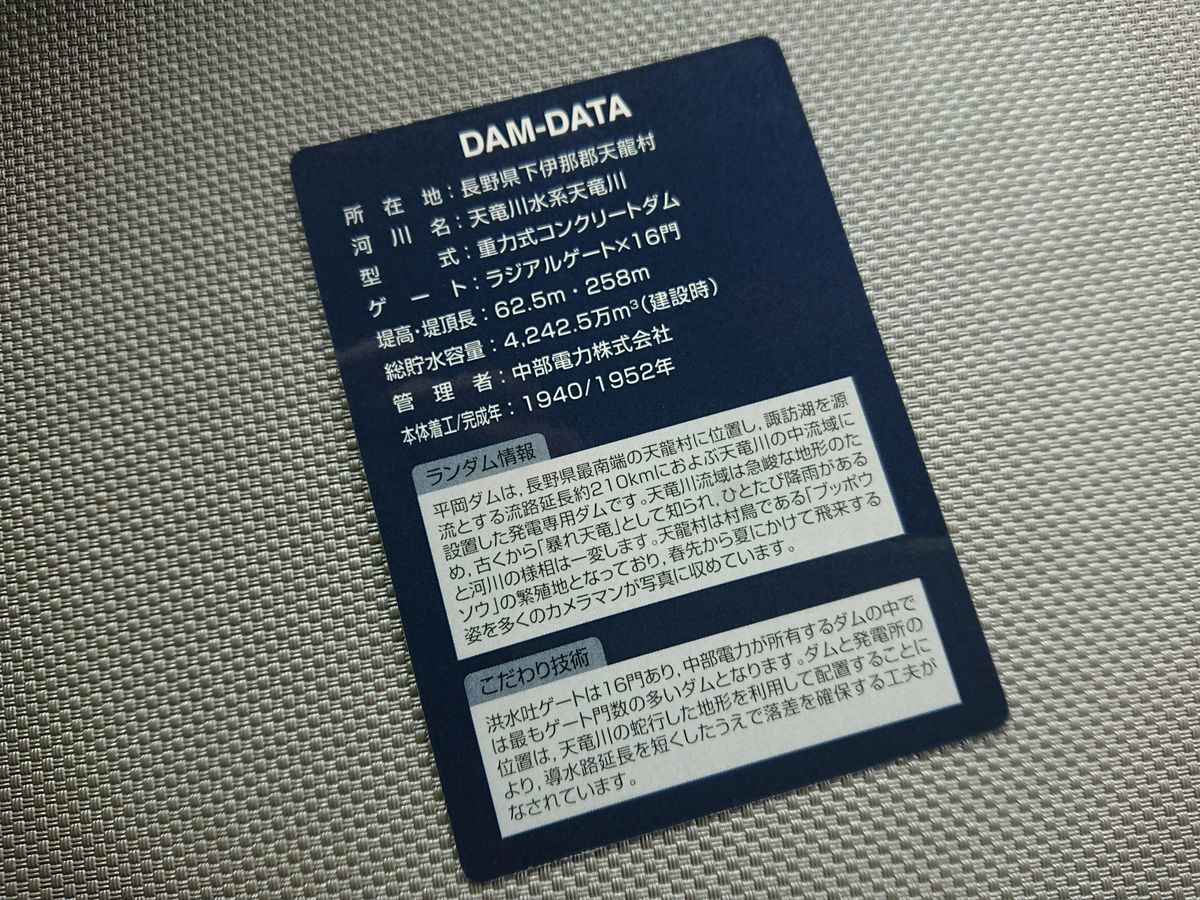 DAM-DATA
所在地：長野県下伊那郡天龍村
河川名：天竜川水系天竜川
型式：重力式コンクリートダム
ゲート：ラジアルゲート×16門
堤高・堤頂長：62.5m・258m
総貯水容量：4,242.5万m³（建設時）
管理者：中部電力株式会社
本体着工/完成年：1940/1952年
ランダム情報
平岡ダムは，長野県最南端の天龍村に位置し，諏訪湖を源
流とする流路延長約210kmにおよぶ天竜川の中流域に
設置した発電専用ダムです。天竜川流域は急峻な地形のた
め，古くから「暴れ天竜」として知られ，ひとたび降雨がある
と河川の様相は一変します。天龍村は村鳥である「ブッポウ
ソウ」の繁殖地となっており，春先から夏にかけて飛来する
姿を多くのカメラマンが写真に収めています。
こだわり技術
洪水吐ゲートは16門あり，中部電力が所有するダムの中で
は最もゲート門数の多いダムとなります。ダムと発電所の
位置は，天竜川の蛇行した地形を利用して配置することに
より，導水路延長を短くしたうえで落差を確保する工夫が
なされています。